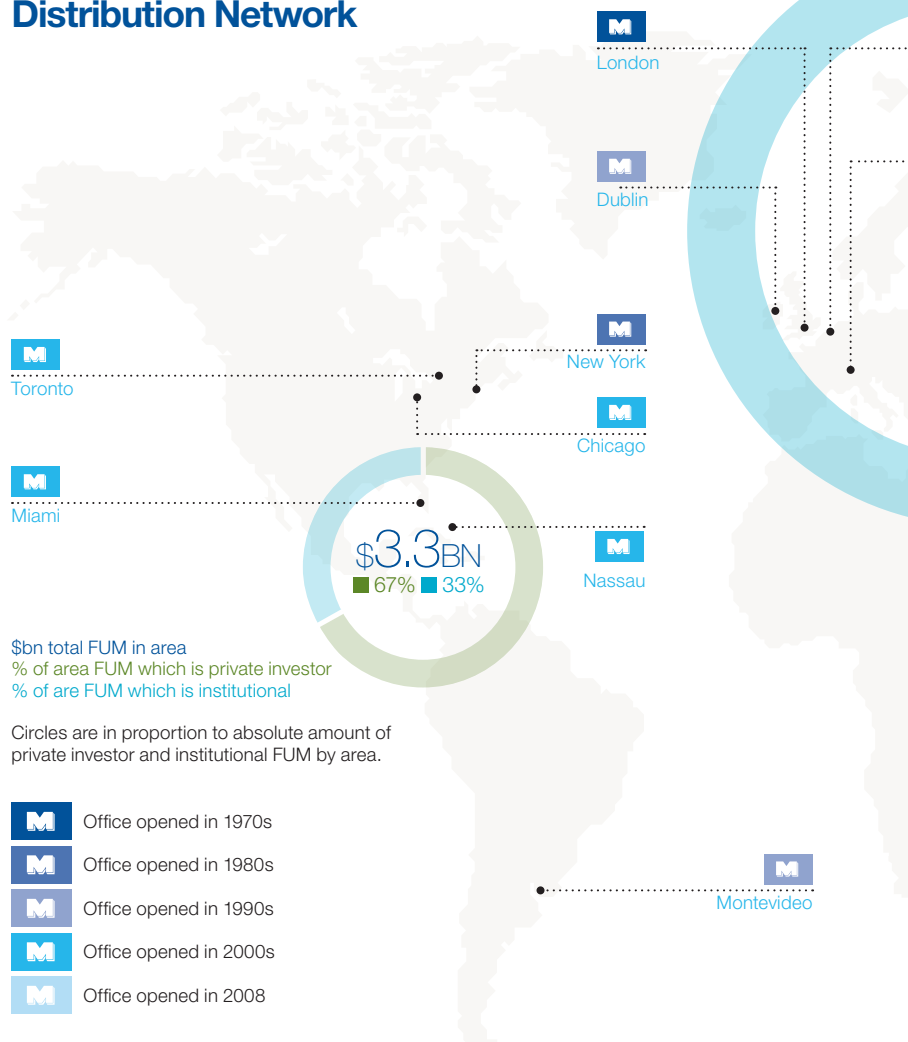 Distribution Network
M
London
M
Dublin
M
New York
M
Toronto
M
Chicago
M
Miami
M
Nassau
$3.3BN
67% 33%
$bn total FUM in area
% of area FUM which is private investor
% of are FUM which is institutional
Circles are in proportion to absolute amount of
private investor and institutional FUM by area.
M Office opened in 1970s
M Office opened in 1980s
M Office opened in 1990s
M Office opened in 2000s
M Office opened in 2008
M
Montevideo